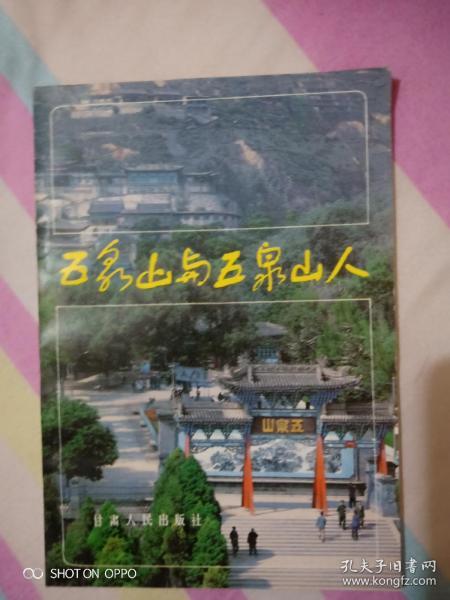 五泉山与五泉山人
山泉五
甘肃人民出版社
SHOT ON OPPO
孔夫子旧书网
www.kongfz.com